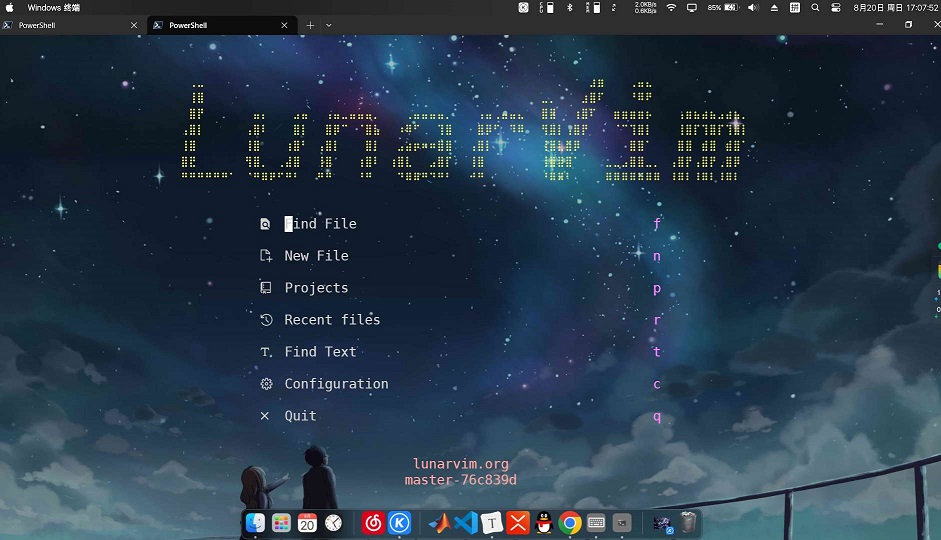 Windows 终端
2.0KB/s
0.6KB/s
85%
拼
8月20日 周日 17:07:52
PowerShell
PowerShell
LunarVim
Find File f
New File n
Projects p
Recent files r
Find Text t
Configuration c
Quit q
lunarvim.org
master-76c839d
20
K
T